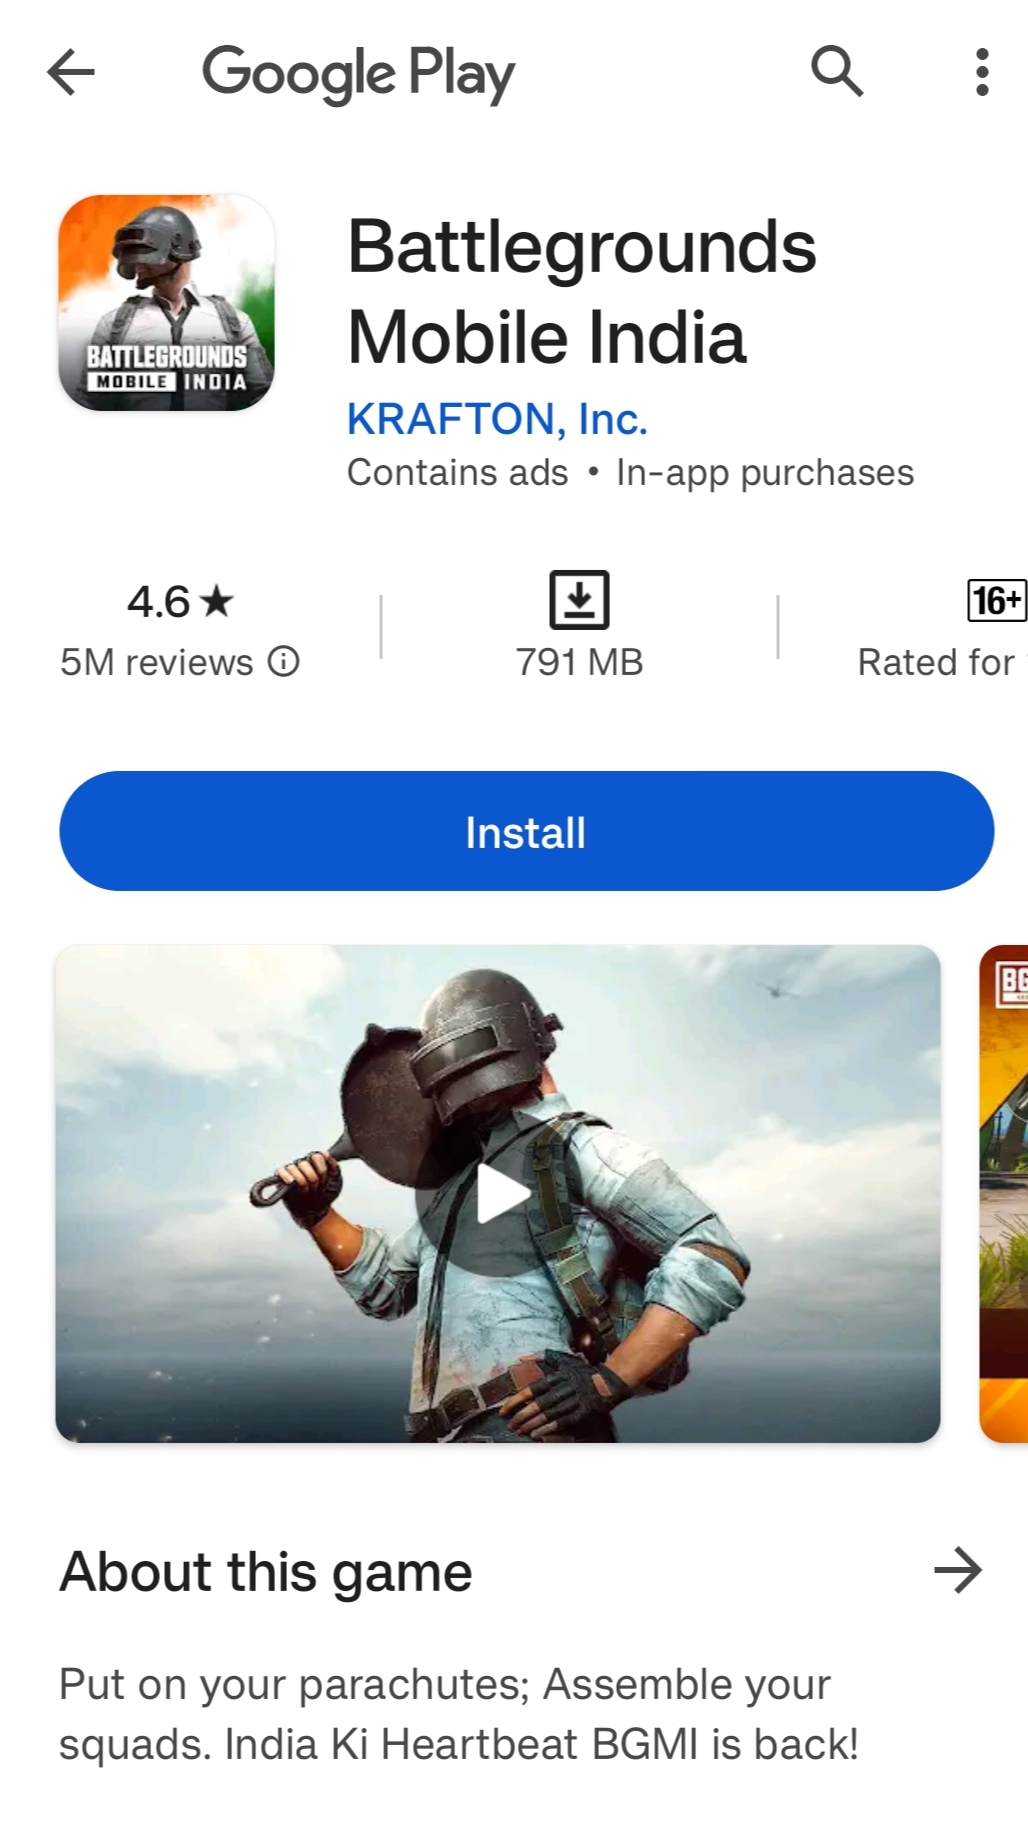 Google Play
BATTLEGROUNDS
MOBILE INDIA
Battlegrounds
Mobile India
KRAFTON, Inc.
Contains ads • In-app purchases
4.6★
5M reviews
791 MB
16+
Rated for
Install
About this game
Put on your parachutes; Assemble your
squads. India Ki Heartbeat BGMI is back!